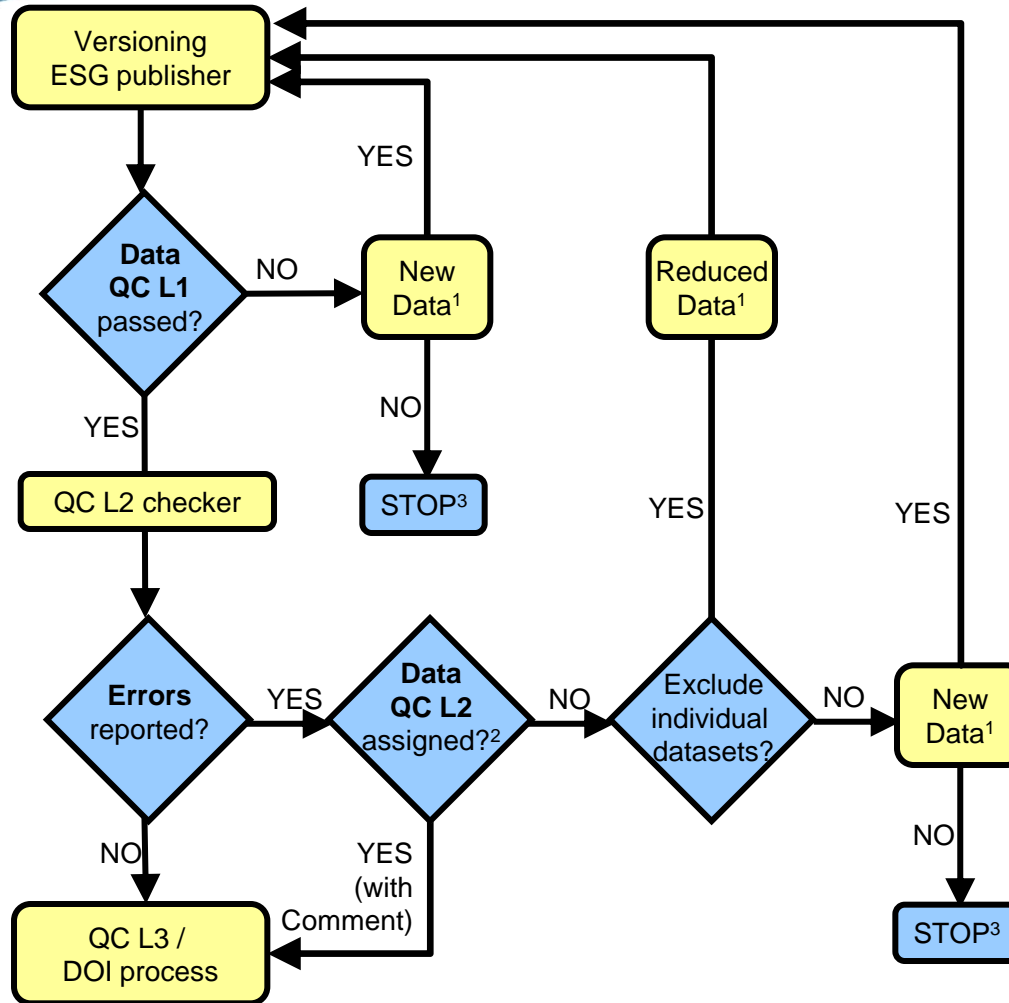 Versioning
ESG publisher
YES
Data
QC L1
passed?
NO
New
Data¹
Reduced
Data¹
NO
YES
QC L2 checker
STOP³
YES
YES
Errors
reported?
YES
Data
QC L2
assigned?²
NO
Exclude
individual
datasets?
NO
New
Data¹
NO
YES
(with
Comment)
NO
QC L3 /
DOI process
STOP³